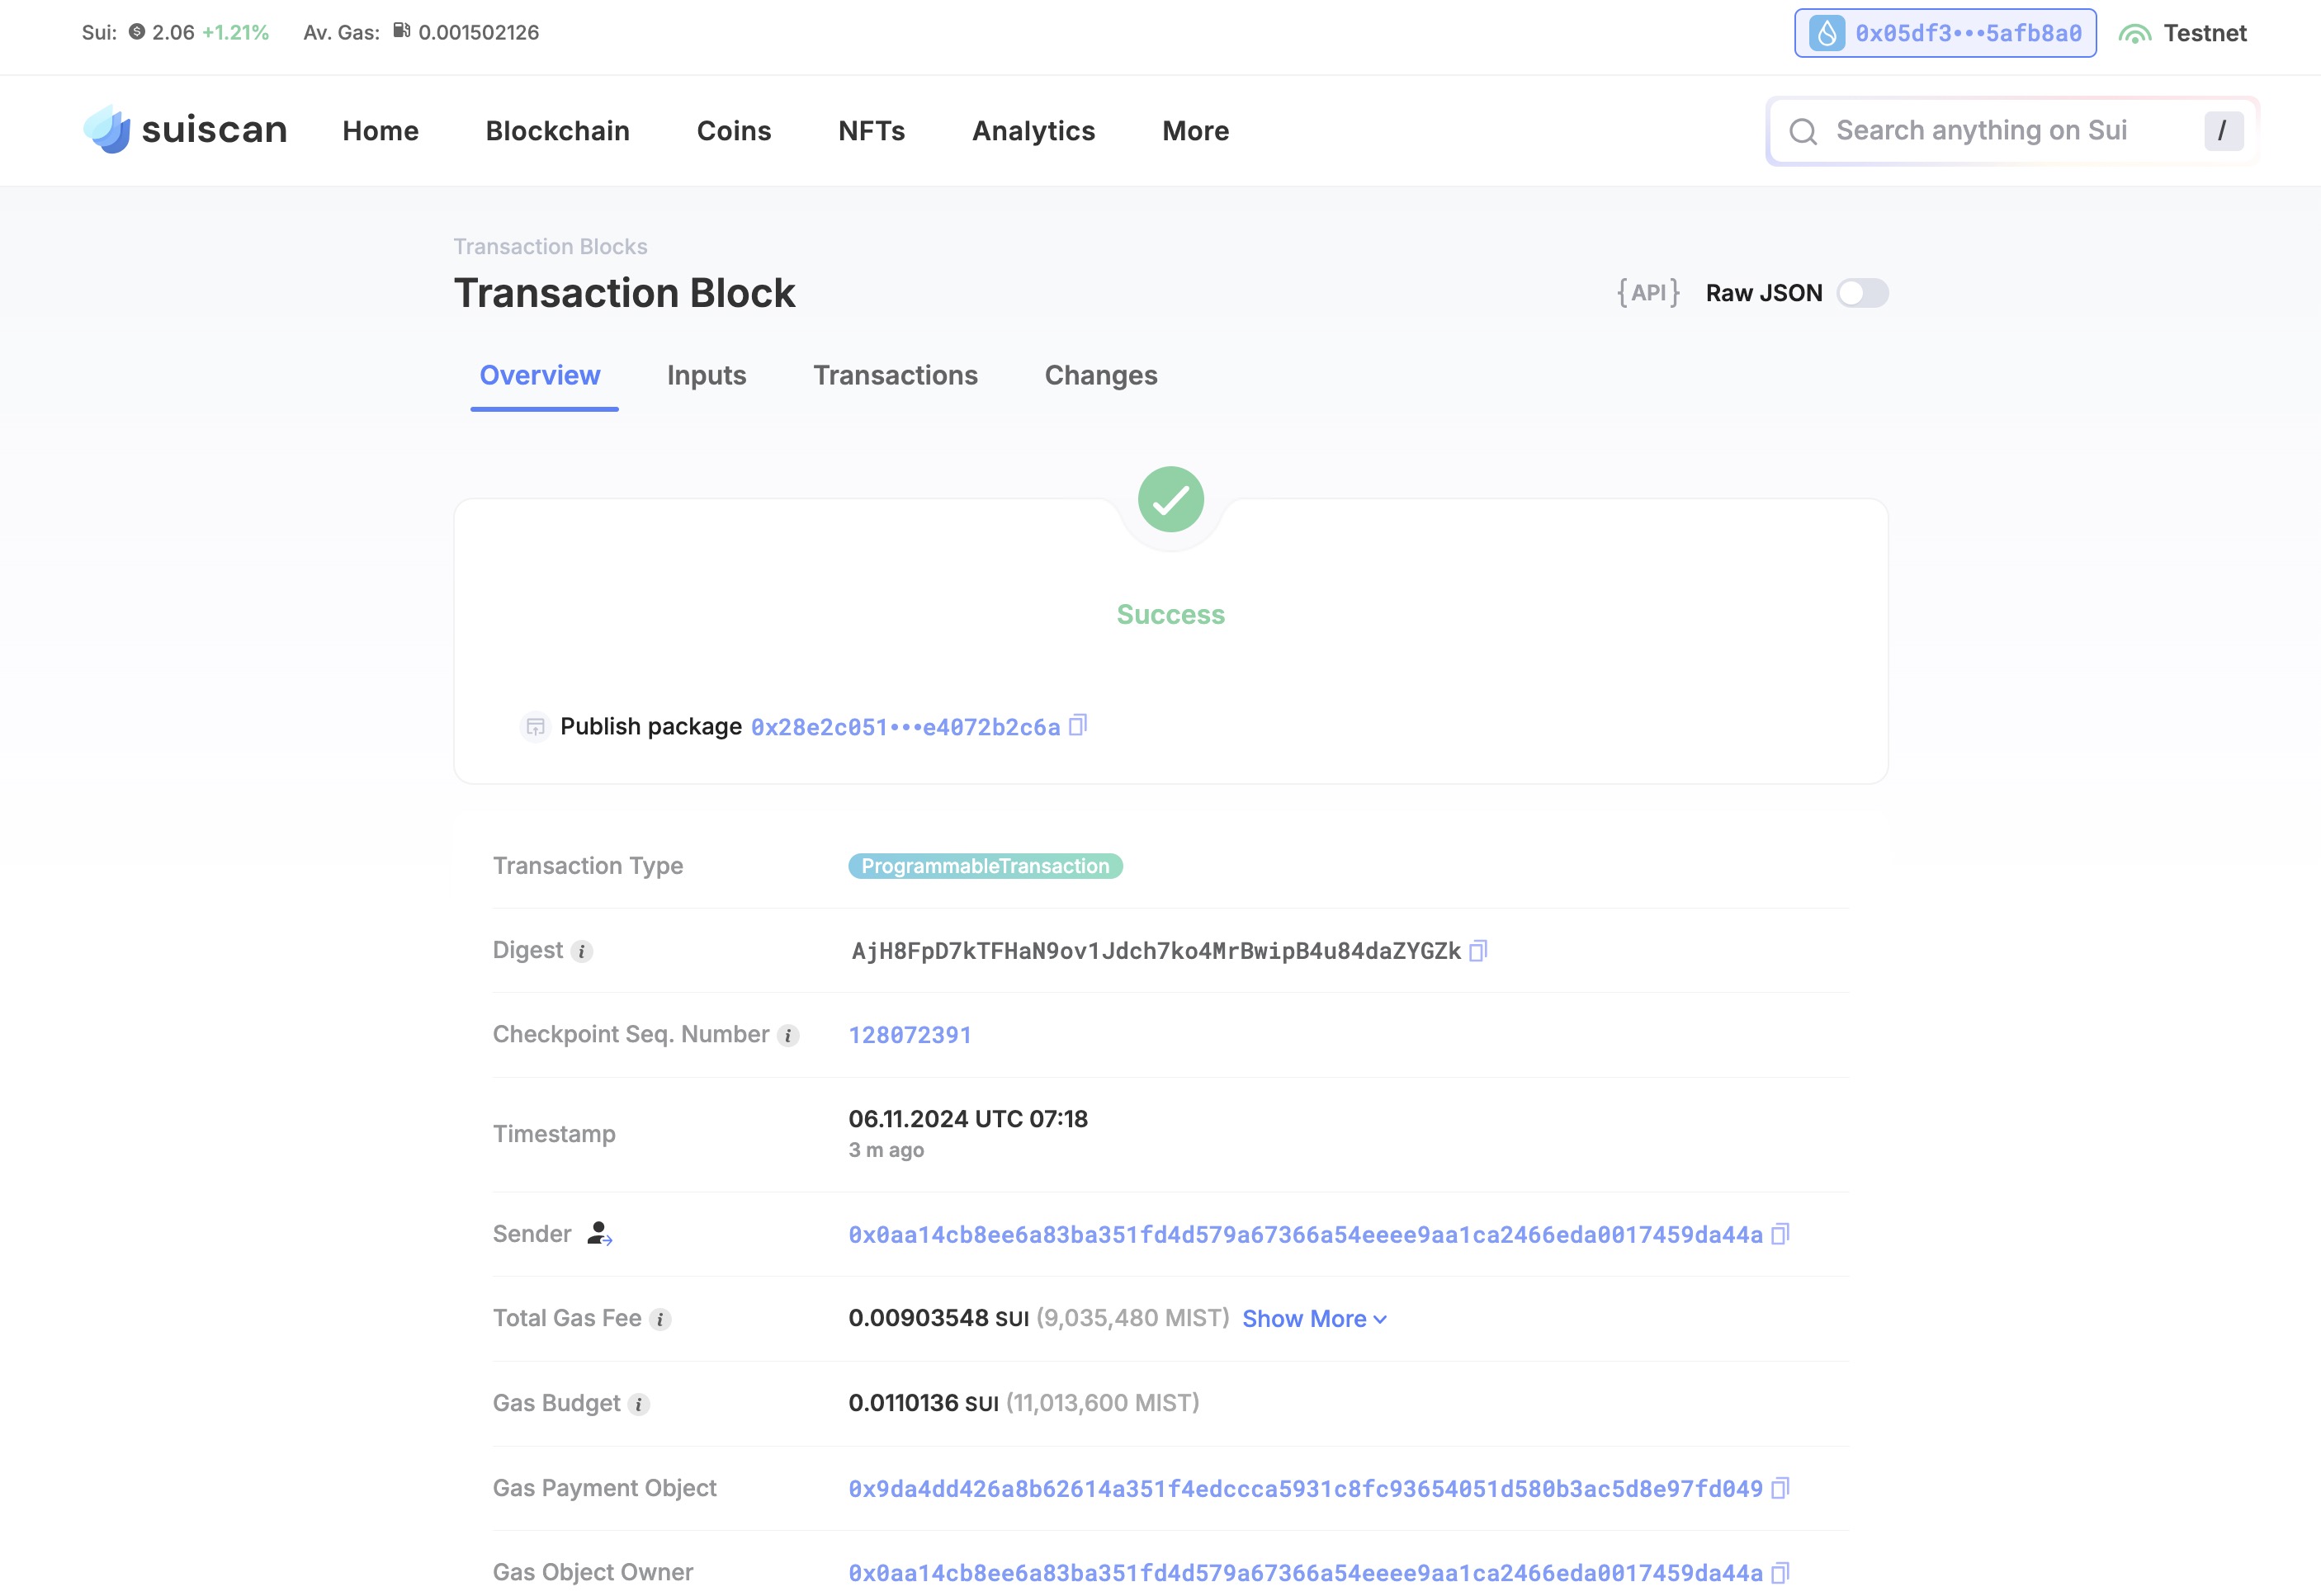 Sui: 2.06 +1.21% Av. Gas: 0.001502126
0x05df3•••5afb8a0 Testnet
suiscan Home Blockchain Coins NFTs Analytics More
Search anything on Sui /
Transaction Blocks
Transaction Block
{API} Raw JSON
Overview Inputs Transactions Changes
Success
Publish package 0x28e2c051•••e4072b2c6a
Transaction Type ProgrammableTransaction
Digest i AjH8FpD7kTFHaN9ov1Jdch7ko4MrBwipB4u84daZYGZk
Checkpoint Seq. Number i 128072391
Timestamp 06.11.2024 UTC 07:18
3 m ago
Sender 0x0aa14cb8ee6a83ba351fd4d579a67366a54eeee9aa1ca2466eda0017459da44a
Total Gas Fee i 0.00903548 SUI (9,035,480 MIST) Show More
Gas Budget i 0.0110136 SUI (11,013,600 MIST)
Gas Payment Object 0x9da4dd426a8b62614a351f4edccca5931c8fc93654051d580b3ac5d8e97fd049
Gas Object Owner 0x0aa14cb8ee6a83ba351fd4d579a67366a54eeee9aa1ca2466eda0017459da44a